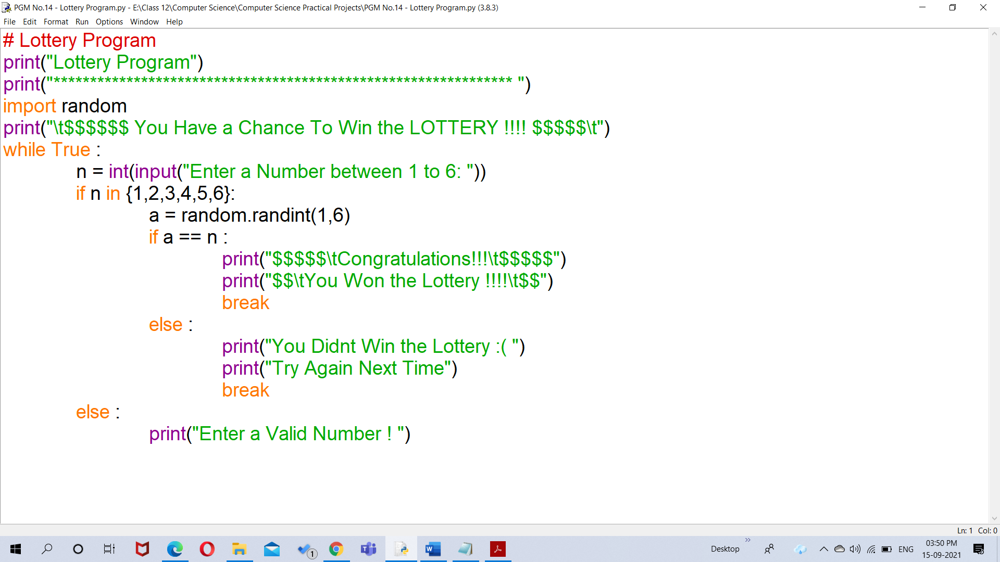 PGM No.14 - Lottery Program.py - E:\Class 12\Computer Science\Computer Science Practical Projects\PGM No.14 - Lottery Program.py (3.8.3)
File Edit Format Run Options Window Help
# Lottery Program
print("Lottery Program")
print("*************************************************************** ")
import random
print("\t$$$$$$ You Have a Chance To Win the LOTTERY !!!! $$$$$\t")
while True :
n = int(input("Enter a Number between 1 to 6: "))
if n in {1,2,3,4,5,6}:
a = random.randint(1,6)
if a == n :
print("$$$$$\tCongratulations!!!\t$$$$$")
print("$$\tYou Won the Lottery !!!!\t$$")
break
else :
print("You Didnt Win the Lottery :( ")
print("Try Again Next Time")
break
else :
print("Enter a Valid Number ! ")
Ln: 1 Col: 0
1
Desktop
ENG
03:50 PM
15-09-2021